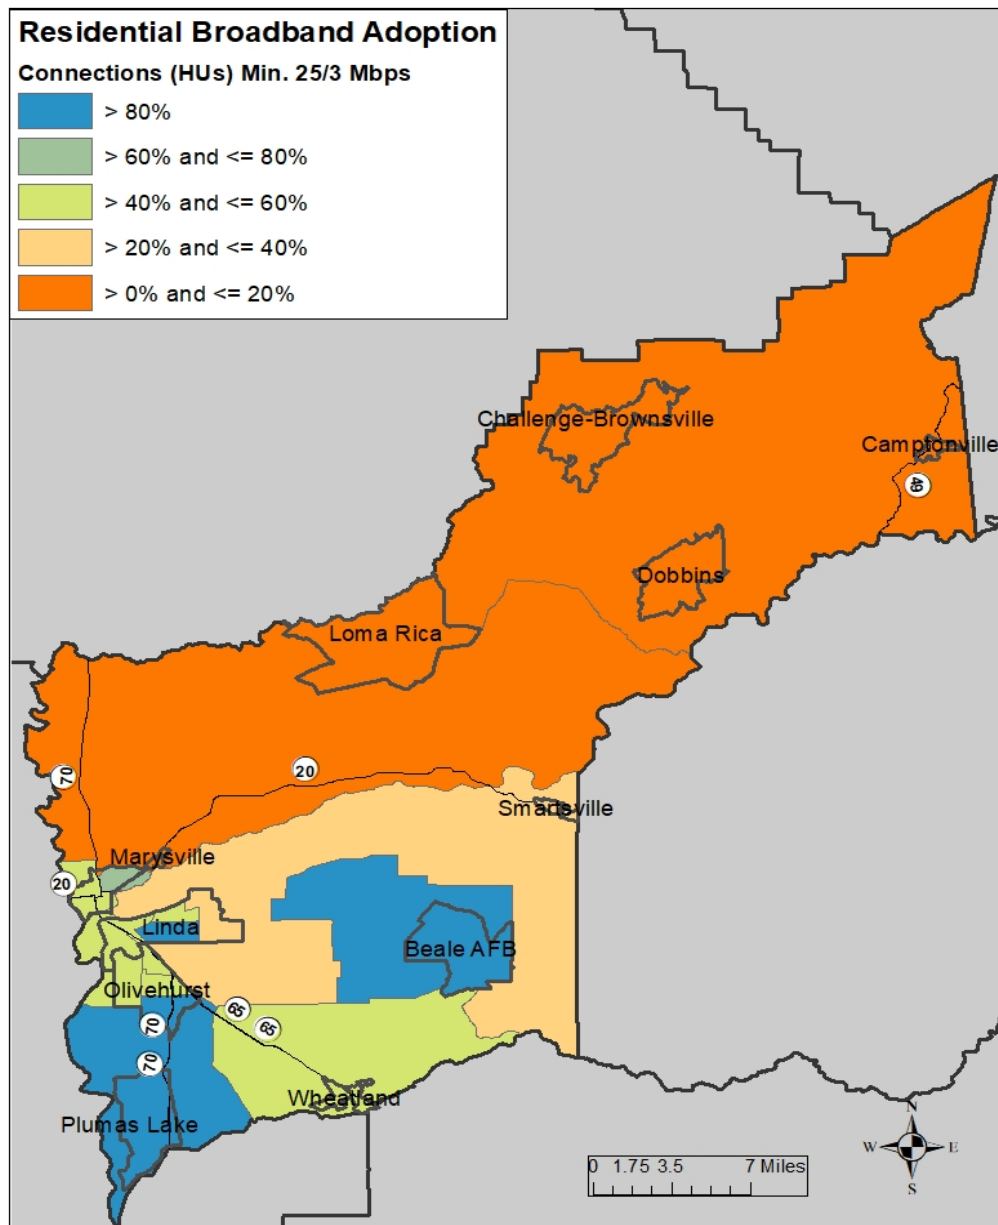 Residential Broadband Adoption
Connections (HUs) Min. 25/3 Mbps
> 80%
> 60% and <= 80%
> 40% and <= 60%
> 20% and <= 40%
> 0% and <= 20%
Challenge-Brownsville
Camptonville
49
Dobbins
Loma Rica
70
20
Smartsville
Marysville
20
Linda
Beale AFB
Olivehurst
65
70
65
70
Wheatland
Plumas Lake
N
W E
S
0 1.75 3.5 7 Miles